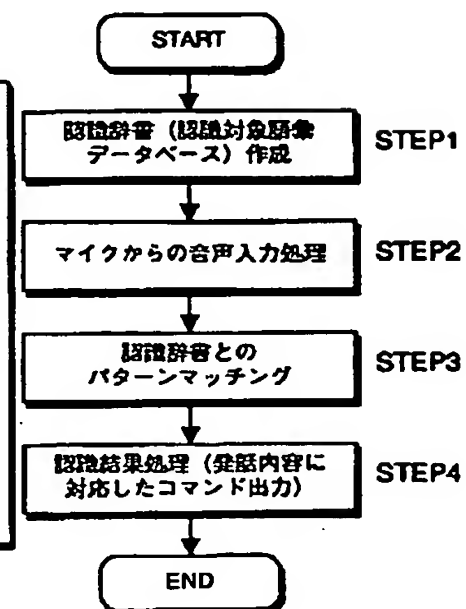 START
認識辞書（認識対象語彙
データベース）作成
STEP1
マイクからの音声入力処理
STEP2
認識辞書との
パターンマッチング
STEP3
認識結果処理（発話内容に
対応したコマンド出力）
STEP4
END